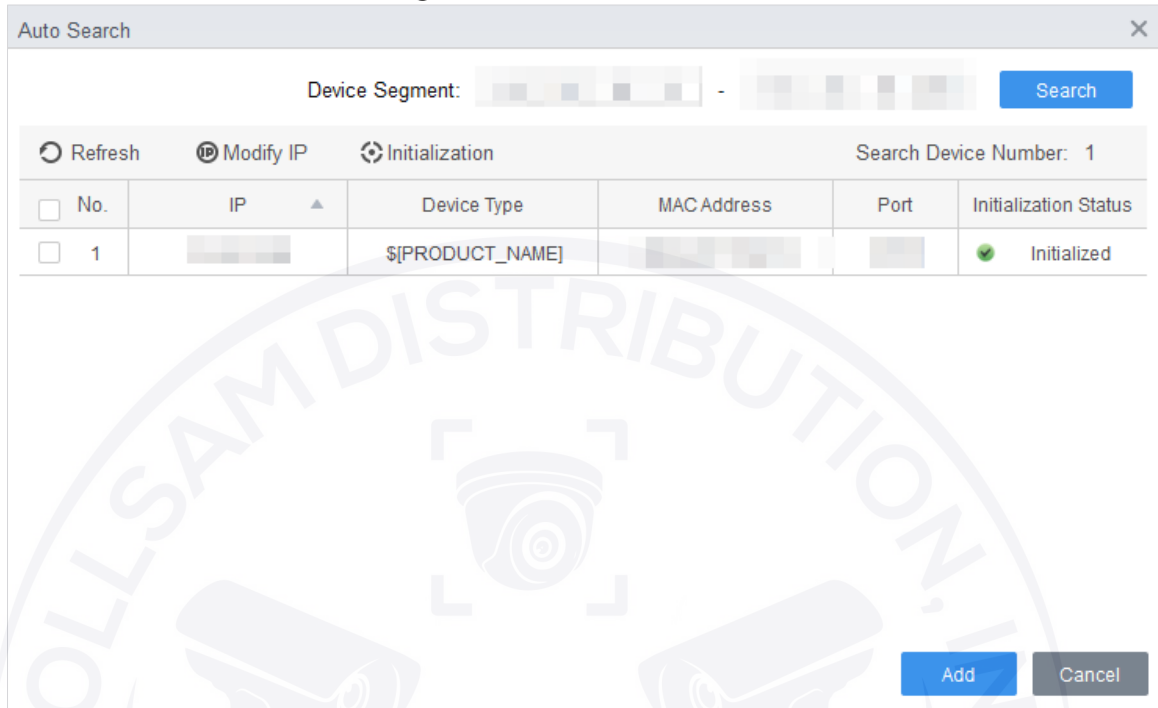 Auto Search
Device Segment: - Search
Refresh Modify IP Initialization Search Device Number: 1
No. IP Device Type MAC Address Port Initialization Status
1 $[PRODUCT_NAME] Initialized
DISTRIBUTION,
Add Cancel